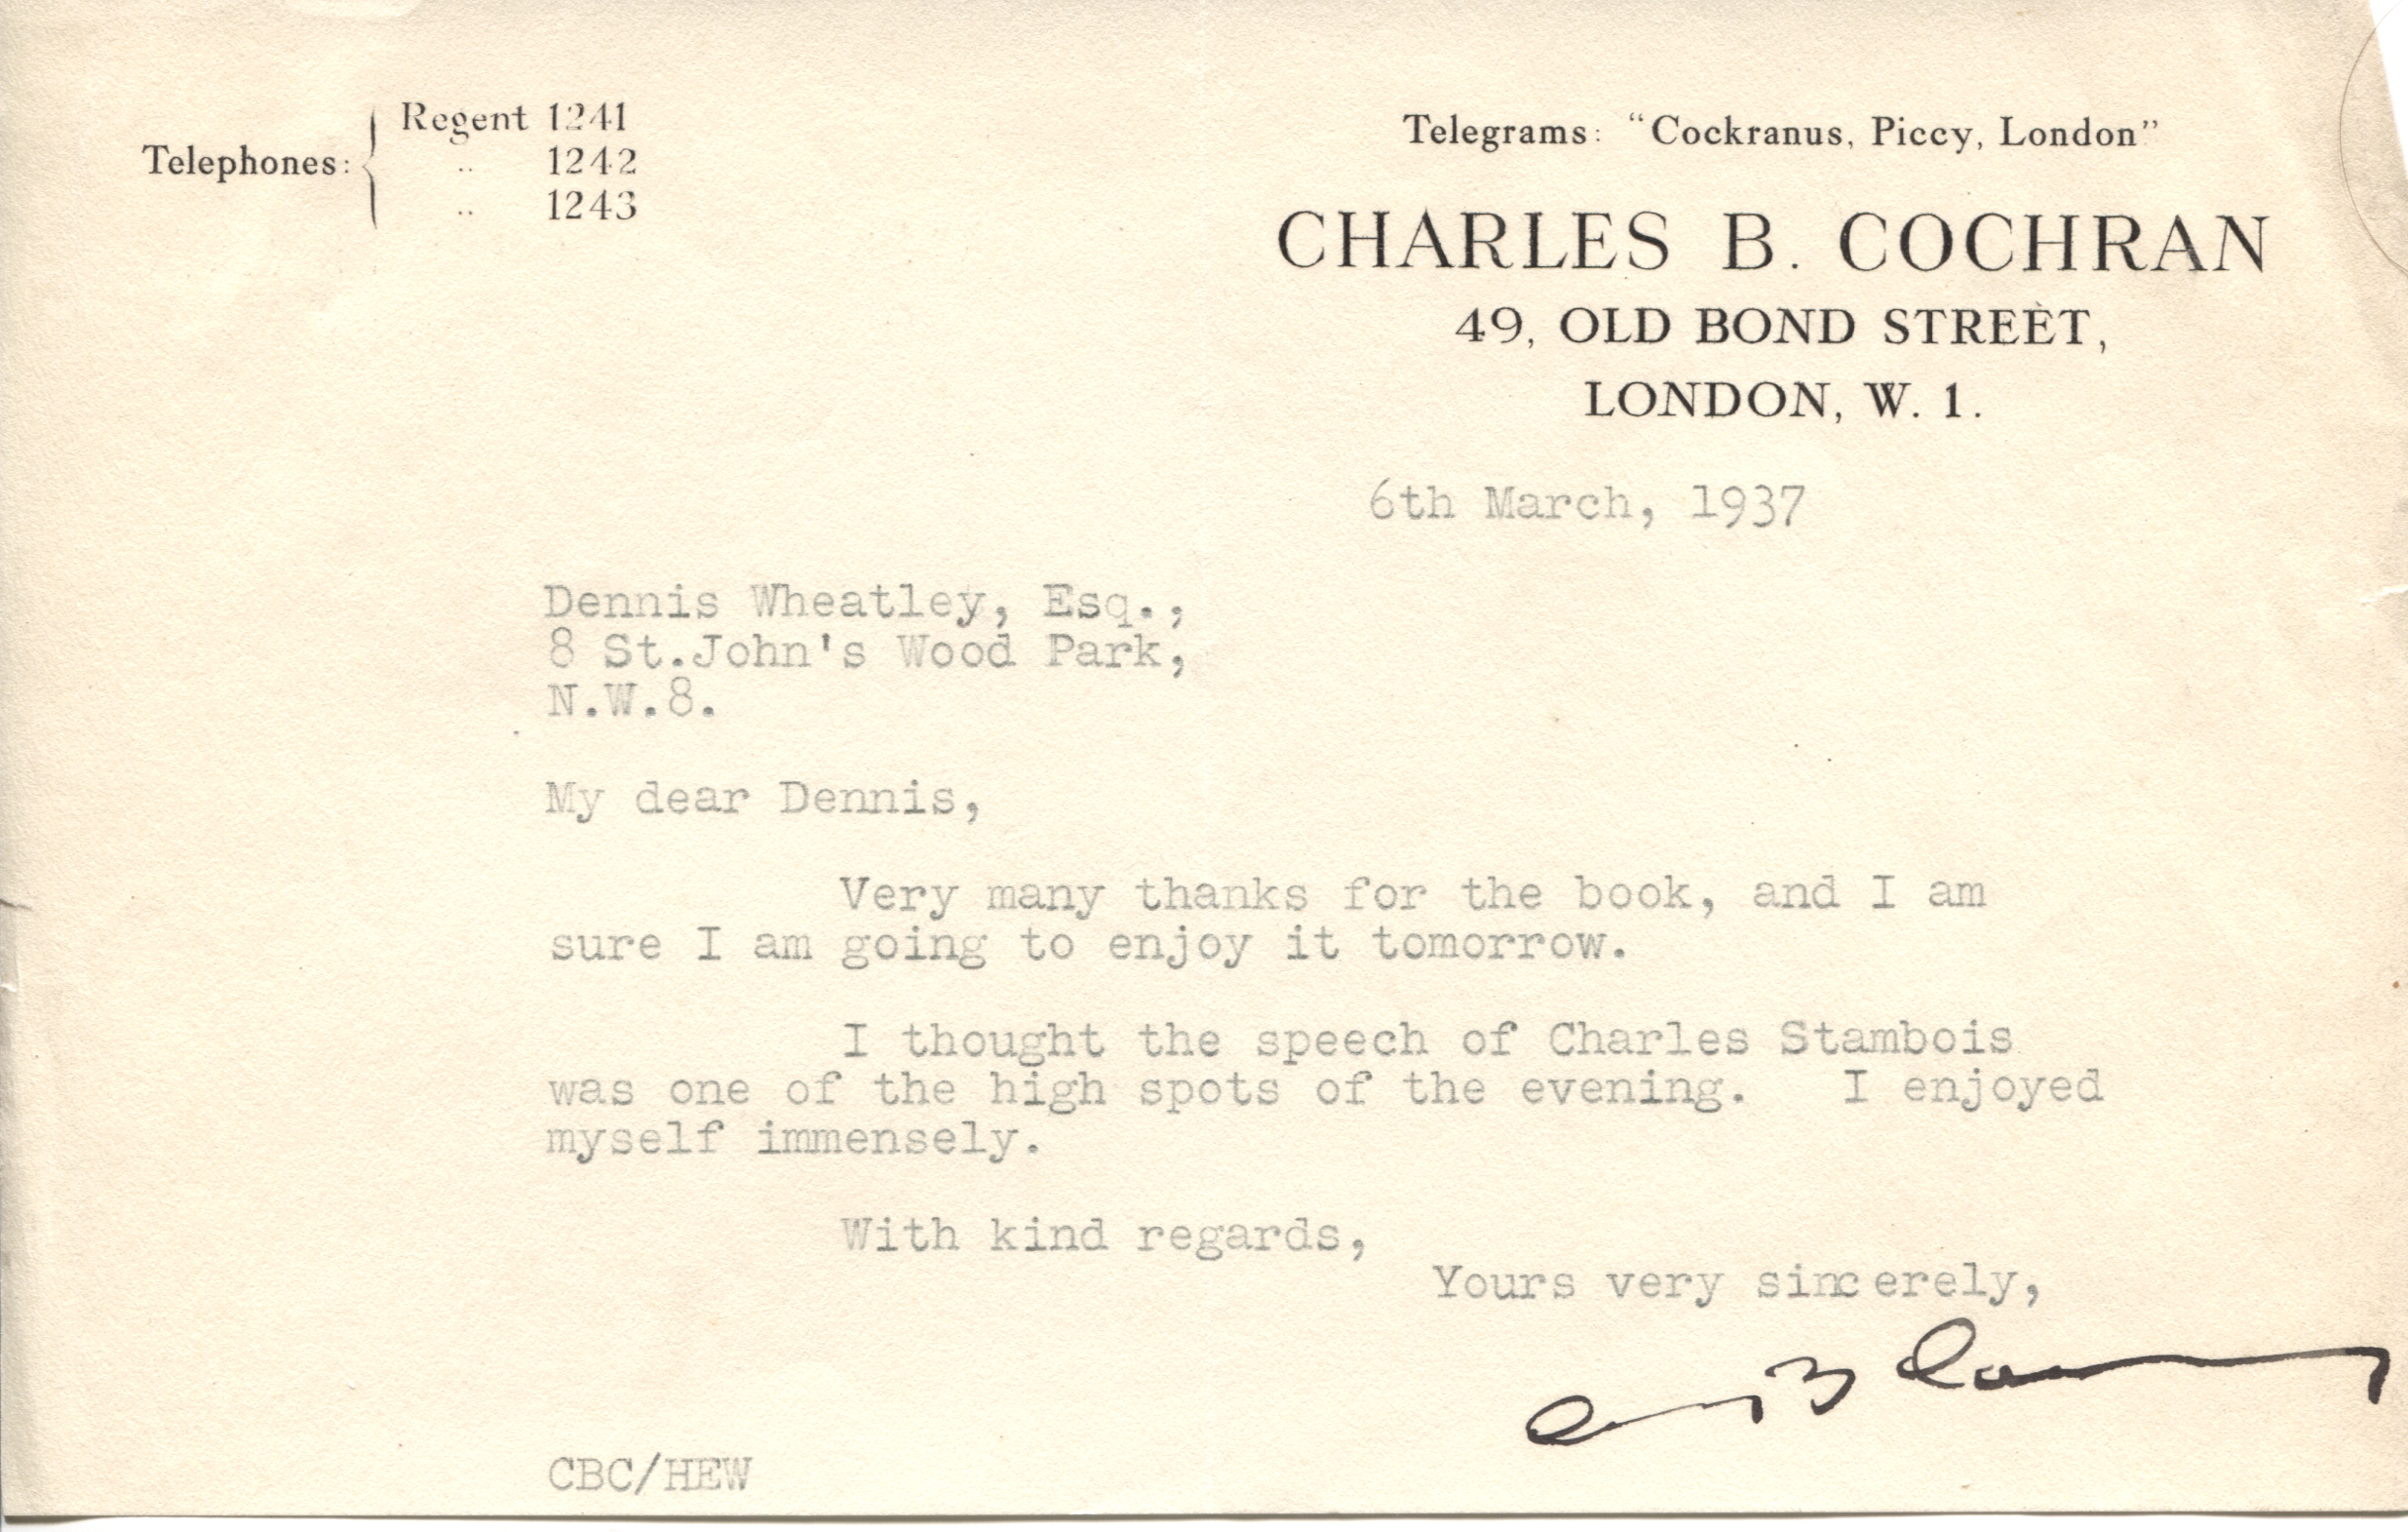 Telephones: Regent 1241
" 1242
" 1243
Telegrams: "Cockranus, Piccy, London"
CHARLES B. COCHRAN
49, OLD BOND STREET,
LONDON, W. 1.
6th March, 1937
Dennis Wheatley, Esq.,
8 St.John's Wood Park,
N.W.8.
My dear Dennis,
Very many thanks for the book, and I am
sure I am going to enjoy it tomorrow.
I thought the speech of Charles Stambois
was one of the high spots of the evening. I enjoyed
myself immensely.
With kind regards,
Yours very sincerely,
CBC/HEW